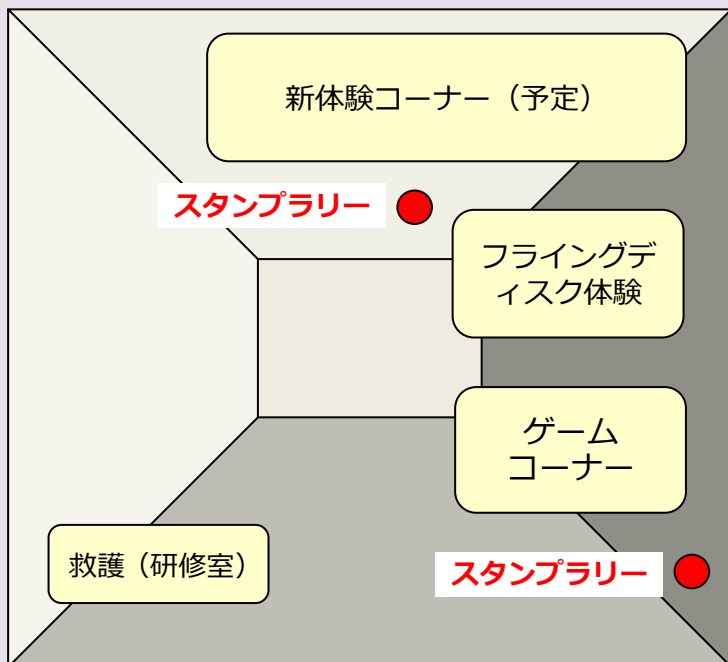 新体験コーナー（予定）
スタンプラリー
フライングデ
ィスク体験
ゲーム
コーナー
救護（研修室）
スタンプラリー